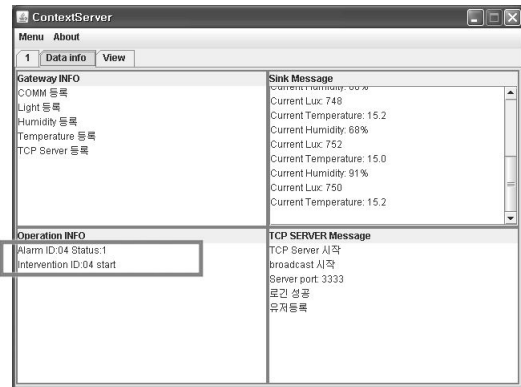 ContextServer
Menu About
1 Data info View
Gateway INFO
COMM 등록
Light 등록
Humidity 등록
Temperature 등록
TCP Server 등록
Sink Message
Current Humidity:
Current Lux: 748
Current Temperature: 15.2
Current Humidity: 68%
Current Lux: 752
Current Temperature: 15.0
Current Humidity: 91%
Current Lux: 750
Current Temperature: 15.2
Operation INFO
Alarm ID:04 Status:1
Intervention ID:04 start
TCP SERVER Message
TCP Server 시작
broadcast 시작
Server port: 3333
로긴 성공
유저등록